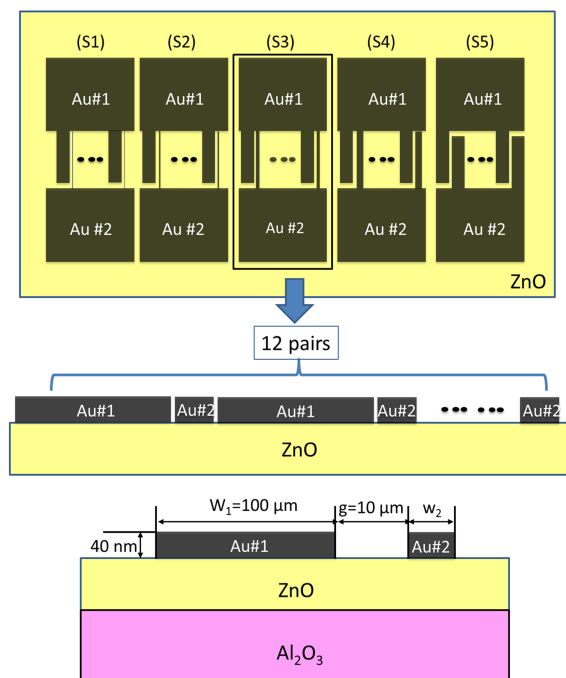 (S1) (S2) (S3) (S4) (S5)
Au#1 Au#1 Au#1 Au#1 Au#1
Au #2 Au #2 Au #2 Au #2 Au #2
ZnO
12 pairs
Au#1 Au#2 Au#1 Au#2 Au#2
ZnO
W₁=100 μm g=10 μm w₂
40 nm Au#1 Au#2
ZnO
Al₂O₃